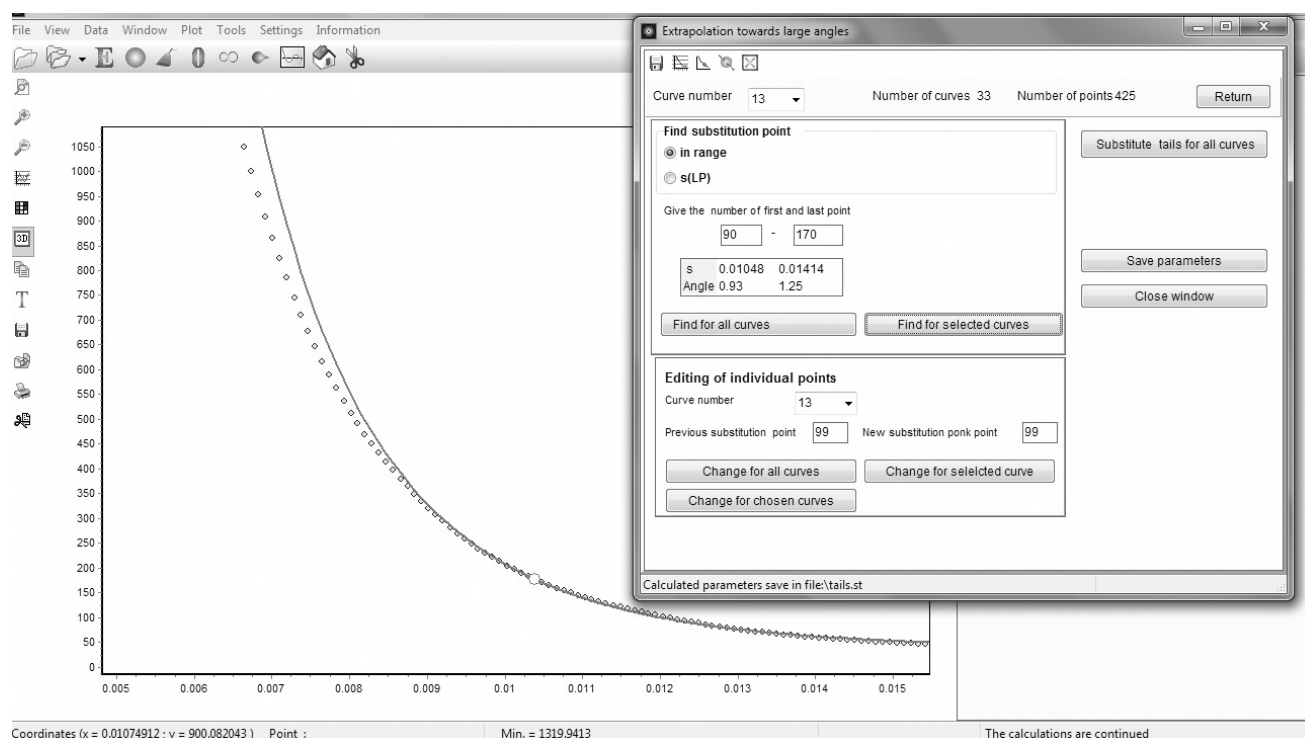 File View Data Window Plot Tools Settings Information
Extrapolation towards large angles
Curve number 13 Number of curves 33 Number of points 425 Return
Find substitution point
in range
s(LP)
Substitute tails for all curves
Give the number of first and last point
90 - 170
s 0.01048 0.01414
Angle 0.93 1.25
Save parameters
Close window
Find for all curves Find for selected curves
Editing of individual points
Curve number 13
Previous substitution point 99 New substitution ponk point 99
Change for all curves Change for selelcted curve
Change for chosen curves
Calculated parameters save in file:\tails.st
3D
T
1050
1000
950
900
850
800
750
700
650
600
550
500
450
400
350
300
250
200
150
100
50
0
0.005 0.006 0.007 0.008 0.009 0.01 0.011 0.012 0.013 0.014 0.015
Coordinates (x = 0.01074912 ; y = 900.082043 ) Point : Min. = 1319.9413 The calculations are continued